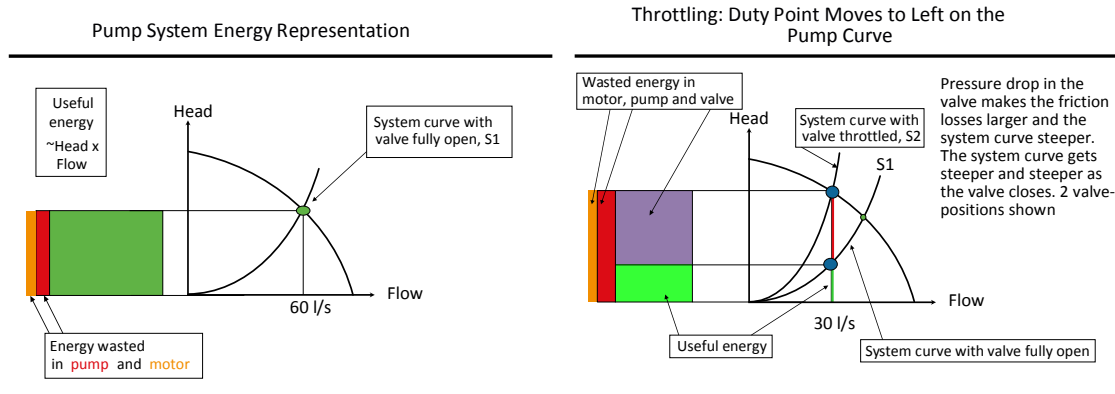 Pump System Energy Representation
Useful
energy
~Head x
Flow
Head
System curve with
valve fully open, S1
Flow
60 l/s
Energy wasted
in pump and motor
Throttling: Duty Point Moves to Left on the
Pump Curve
Wasted energy in
motor, pump and valve
Head
System curve with
valve throttled, S2
S1
Pressure drop in the
valve makes the friction
losses larger and the
system curve steeper.
The system curve gets
steeper and steeper as
the valve closes. 2 valve-
positions shown
Flow
30 l/s
Useful energy
System curve with valve fully open